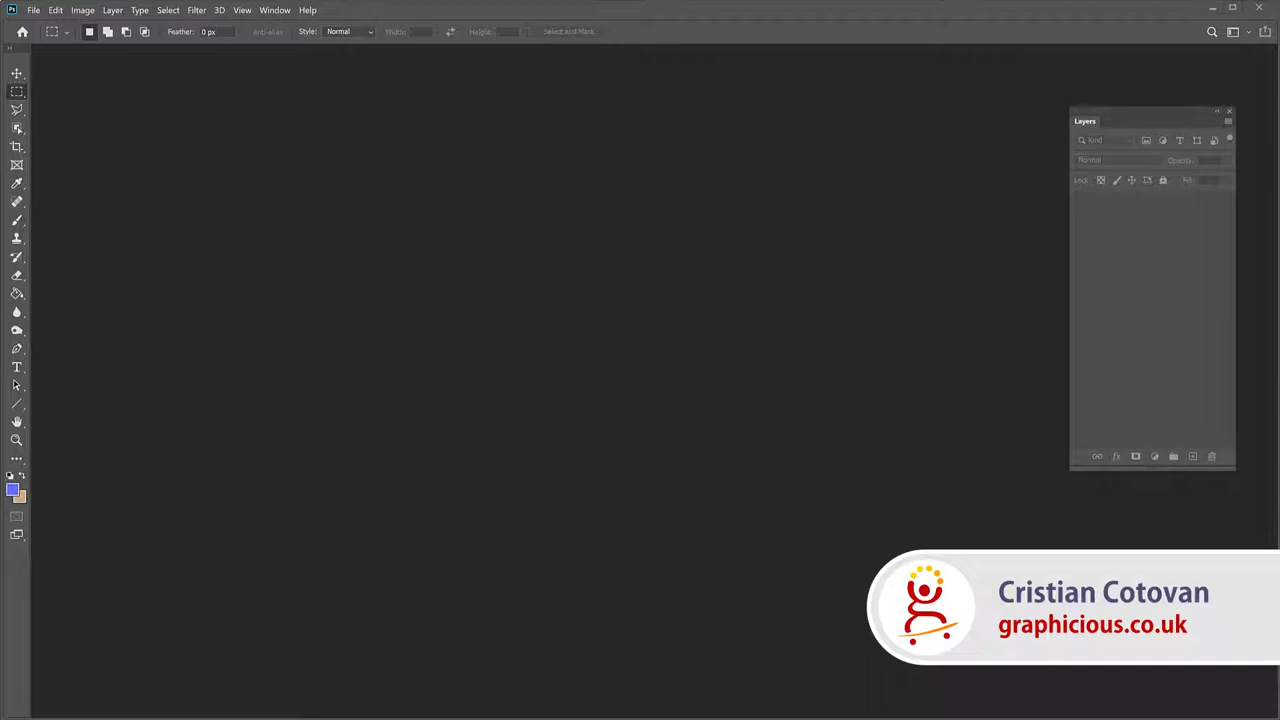 Ps File Edit Image Layer Type Select Filter 3D View Window Help
Feather: 0 px Anti-alias Style: Normal Width: Height: Select and Mask...
Layers
Kind
Normal Opacity:
Lock: Fill:
Cristian Cotovan
graphicious.co.uk